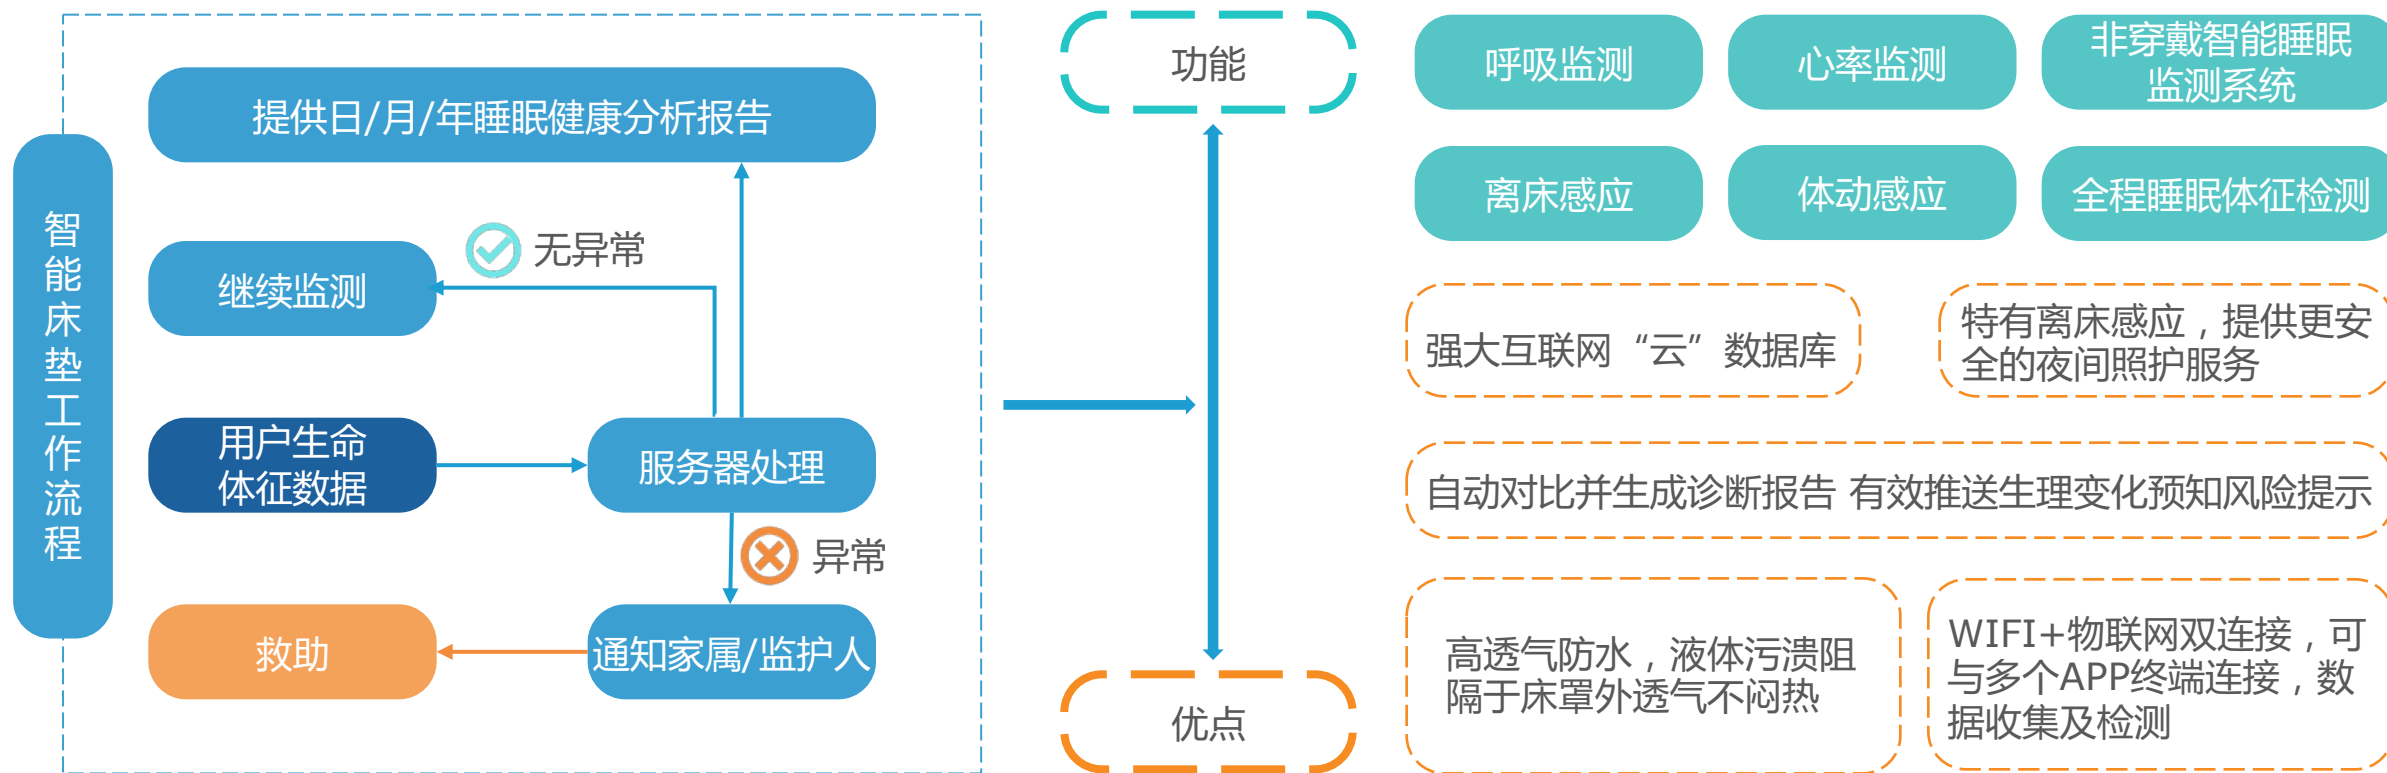 智能床垫工作流程
提供日/月/年睡眠健康分析报告
无异常
继续监测
用户生命
体征数据
服务器处理
异常
救助
通知家属/监护人
功能
优点
呼吸监测
心率监测
非穿戴智能睡眠
监测系统
离床感应
体动感应
全程睡眠体征检测
强大互联网“云”数据库
特有离床感应，提供更安
全的夜间照护服务
自动对比并生成诊断报告 有效推送生理变化预知风险提示
高透气防水，液体污溃阻
隔于床罩外透气不闷热
WIFI+物联网双连接，可
与多个APP终端连接，数
据收集及检测